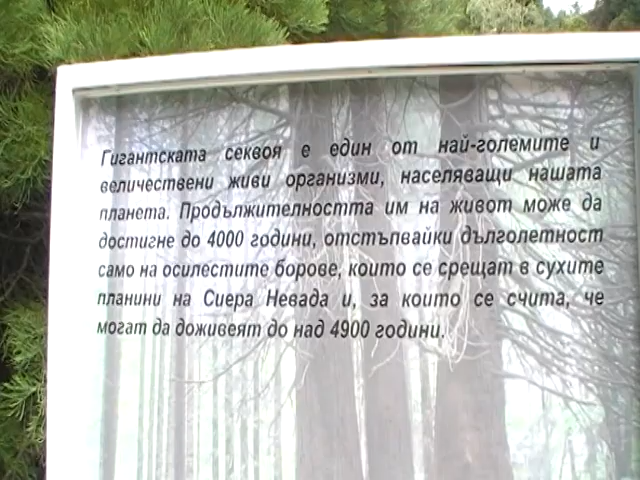 Гигантската секвоя е един от най-големите и
величествени живи организми, населяващи нашата
планета. Продължителността им на живот може да
достигне до 4000 години, отстъпвайки дълголетност
само на осилестите борове, които се срещат в сухите
планини на Сиера Невада и, за които се счита, че
могат да доживеят до над 4900 години.